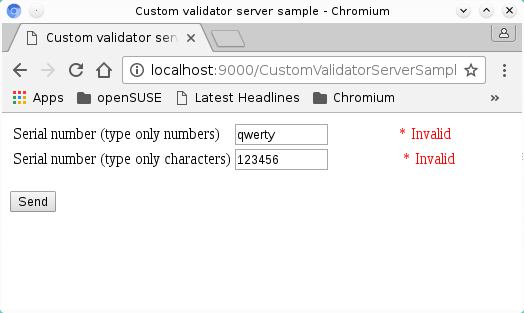 Custom validator server sample - Chromium
Custom validator ser
localhost:9000/CustomValidatorServerSampl
Apps openSUSE Latest Headlines Chromium »
Serial number (type only numbers) qwerty * Invalid
Serial number (type only characters) 123456 * Invalid
Send